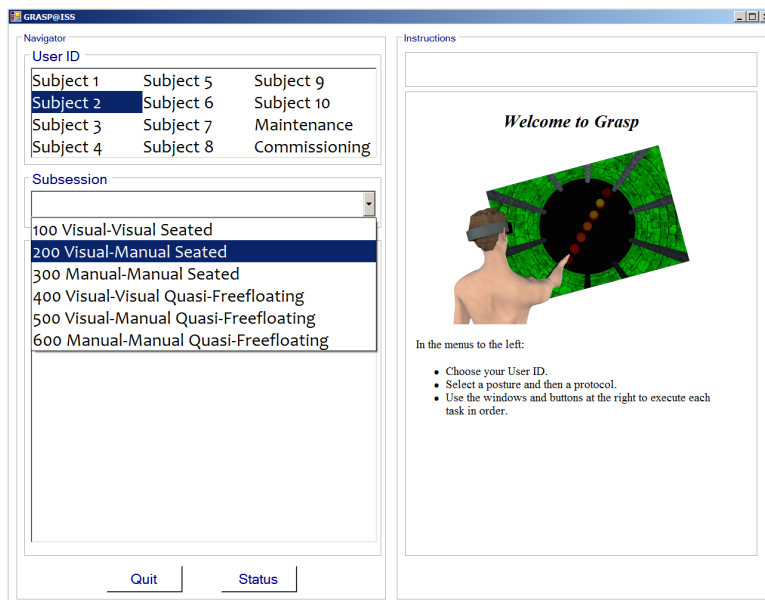 GRASP@ISS
Navigator
User ID
Subject 1 Subject 5 Subject 9
Subject 2 Subject 6 Subject 10
Subject 3 Subject 7 Maintenance
Subject 4 Subject 8 Commissioning
Subsession
100 Visual-Visual Seated
200 Visual-Manual Seated
300 Manual-Manual Seated
400 Visual-Visual Quasi-Freefloating
500 Visual-Manual Quasi-Freefloating
600 Manual-Manual Quasi-Freefloating
Quit Status
Instructions
Welcome to Grasp
In the menus to the left:
• Choose your User ID.
• Select a posture and then a protocol.
• Use the windows and buttons at the right to execute each
task in order.